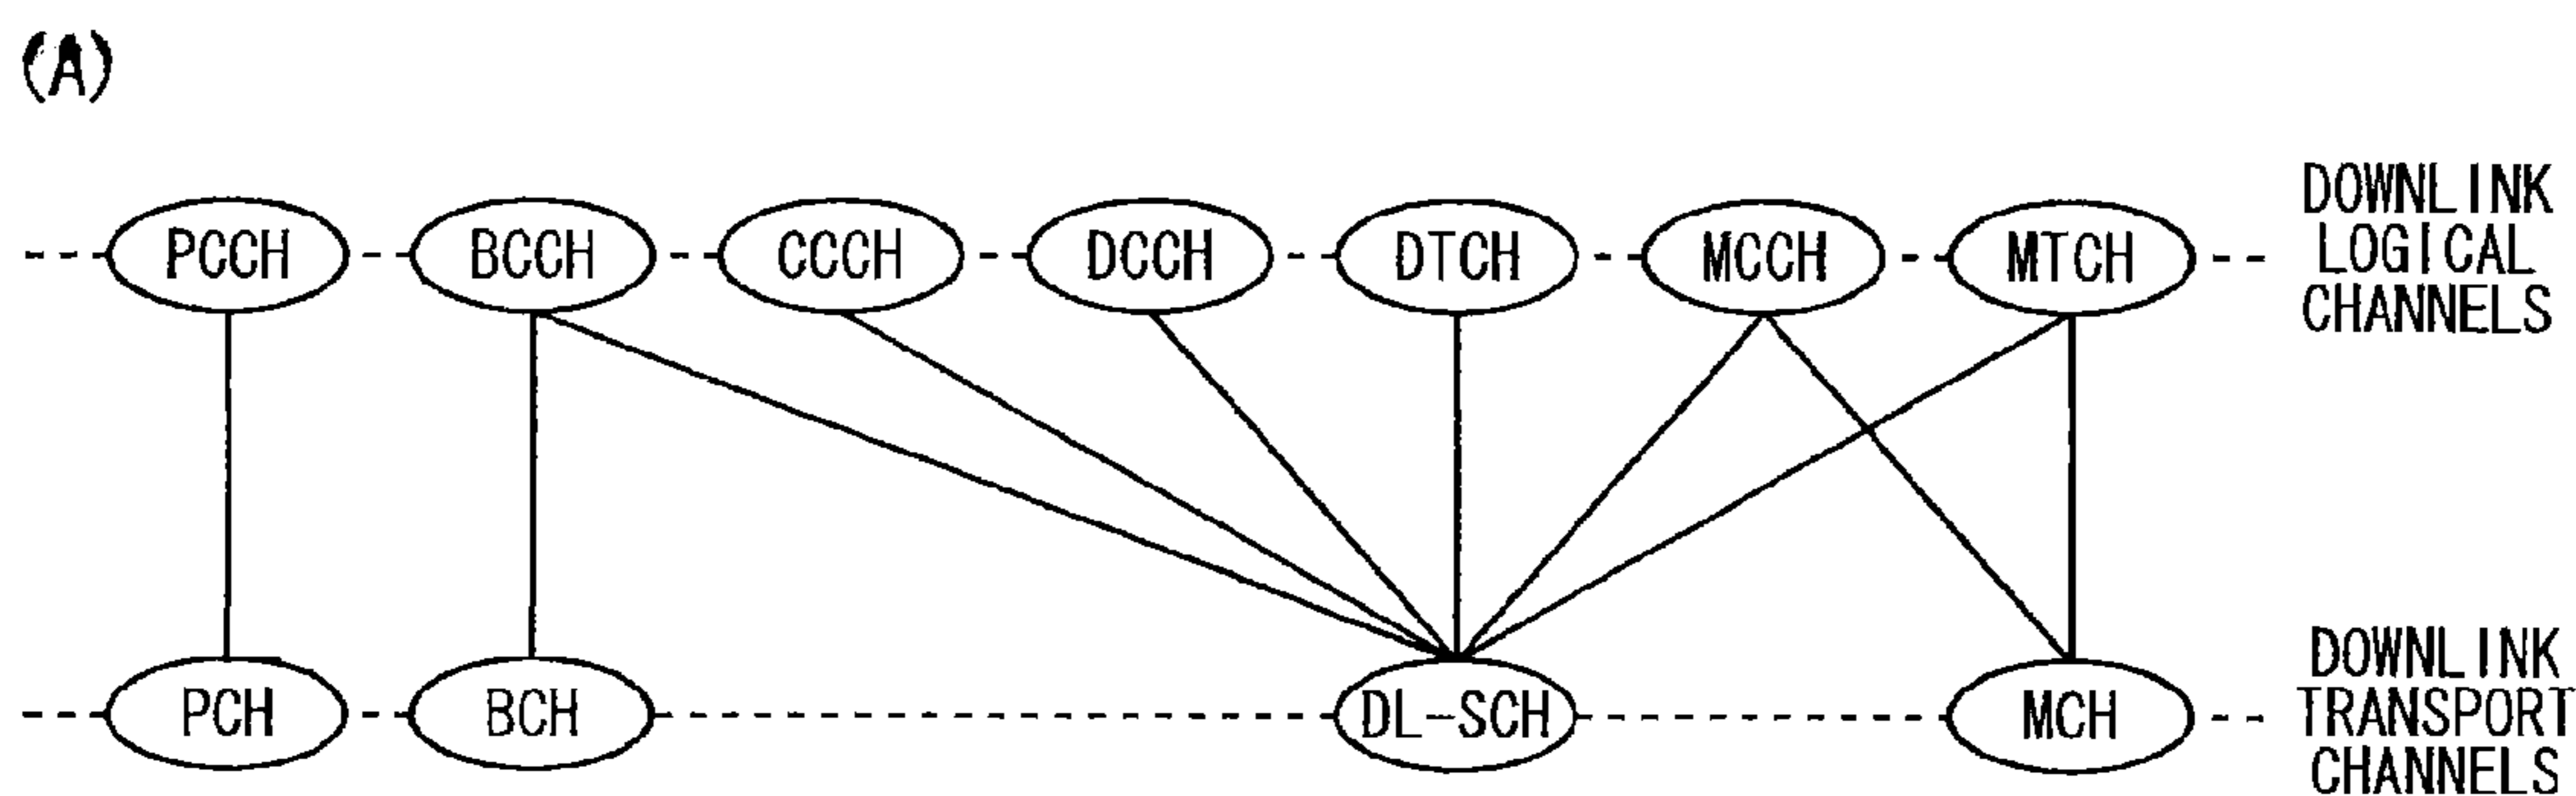 (A)
PCCH BCCH CCCH DCCH DTCH MCCH MTCH
DOWNLINK
LOGICAL
CHANNELS
PCH BCH DL-SCH MCH
DOWNLINK
TRANSPORT
CHANNELS